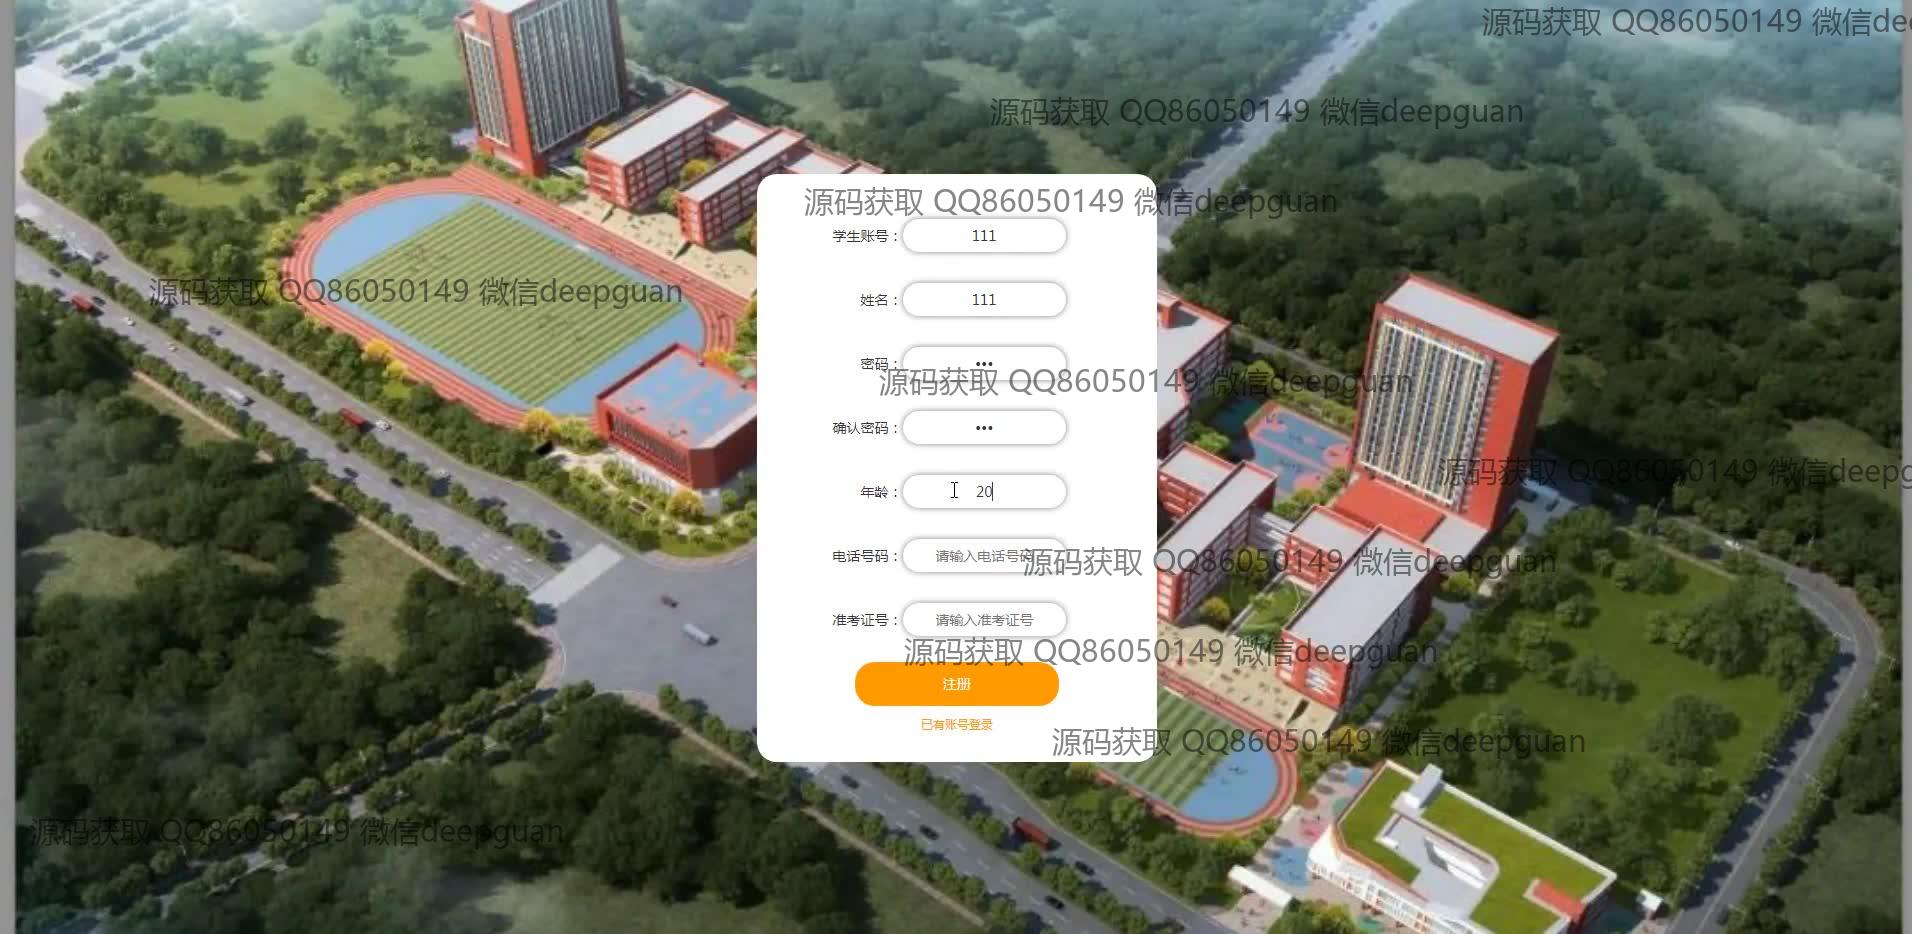 源码获取 QQ86050149 微信de
源码获取 QQ86050149 微信deepguan
源码获取 QQ86050149 微信deepguan
学生账号：
111
源码获取 QQ86050149 微信deepguan
姓名：
111
密码：
•••
源码获取 QQ86050149 微信deepguan
确认密码：
•••
源码获取 QQ86050149 微信deepg
年龄：
20
电话号码：
请输入电话号码
源码获取 QQ86050149 微信deepguan
准考证号：
请输入准考证号
源码获取 QQ86050149 微信deepguan
注册
已有账号登录
源码获取 QQ86050149 微信deepguan
源码获取 QQ86050149 微信deepguan